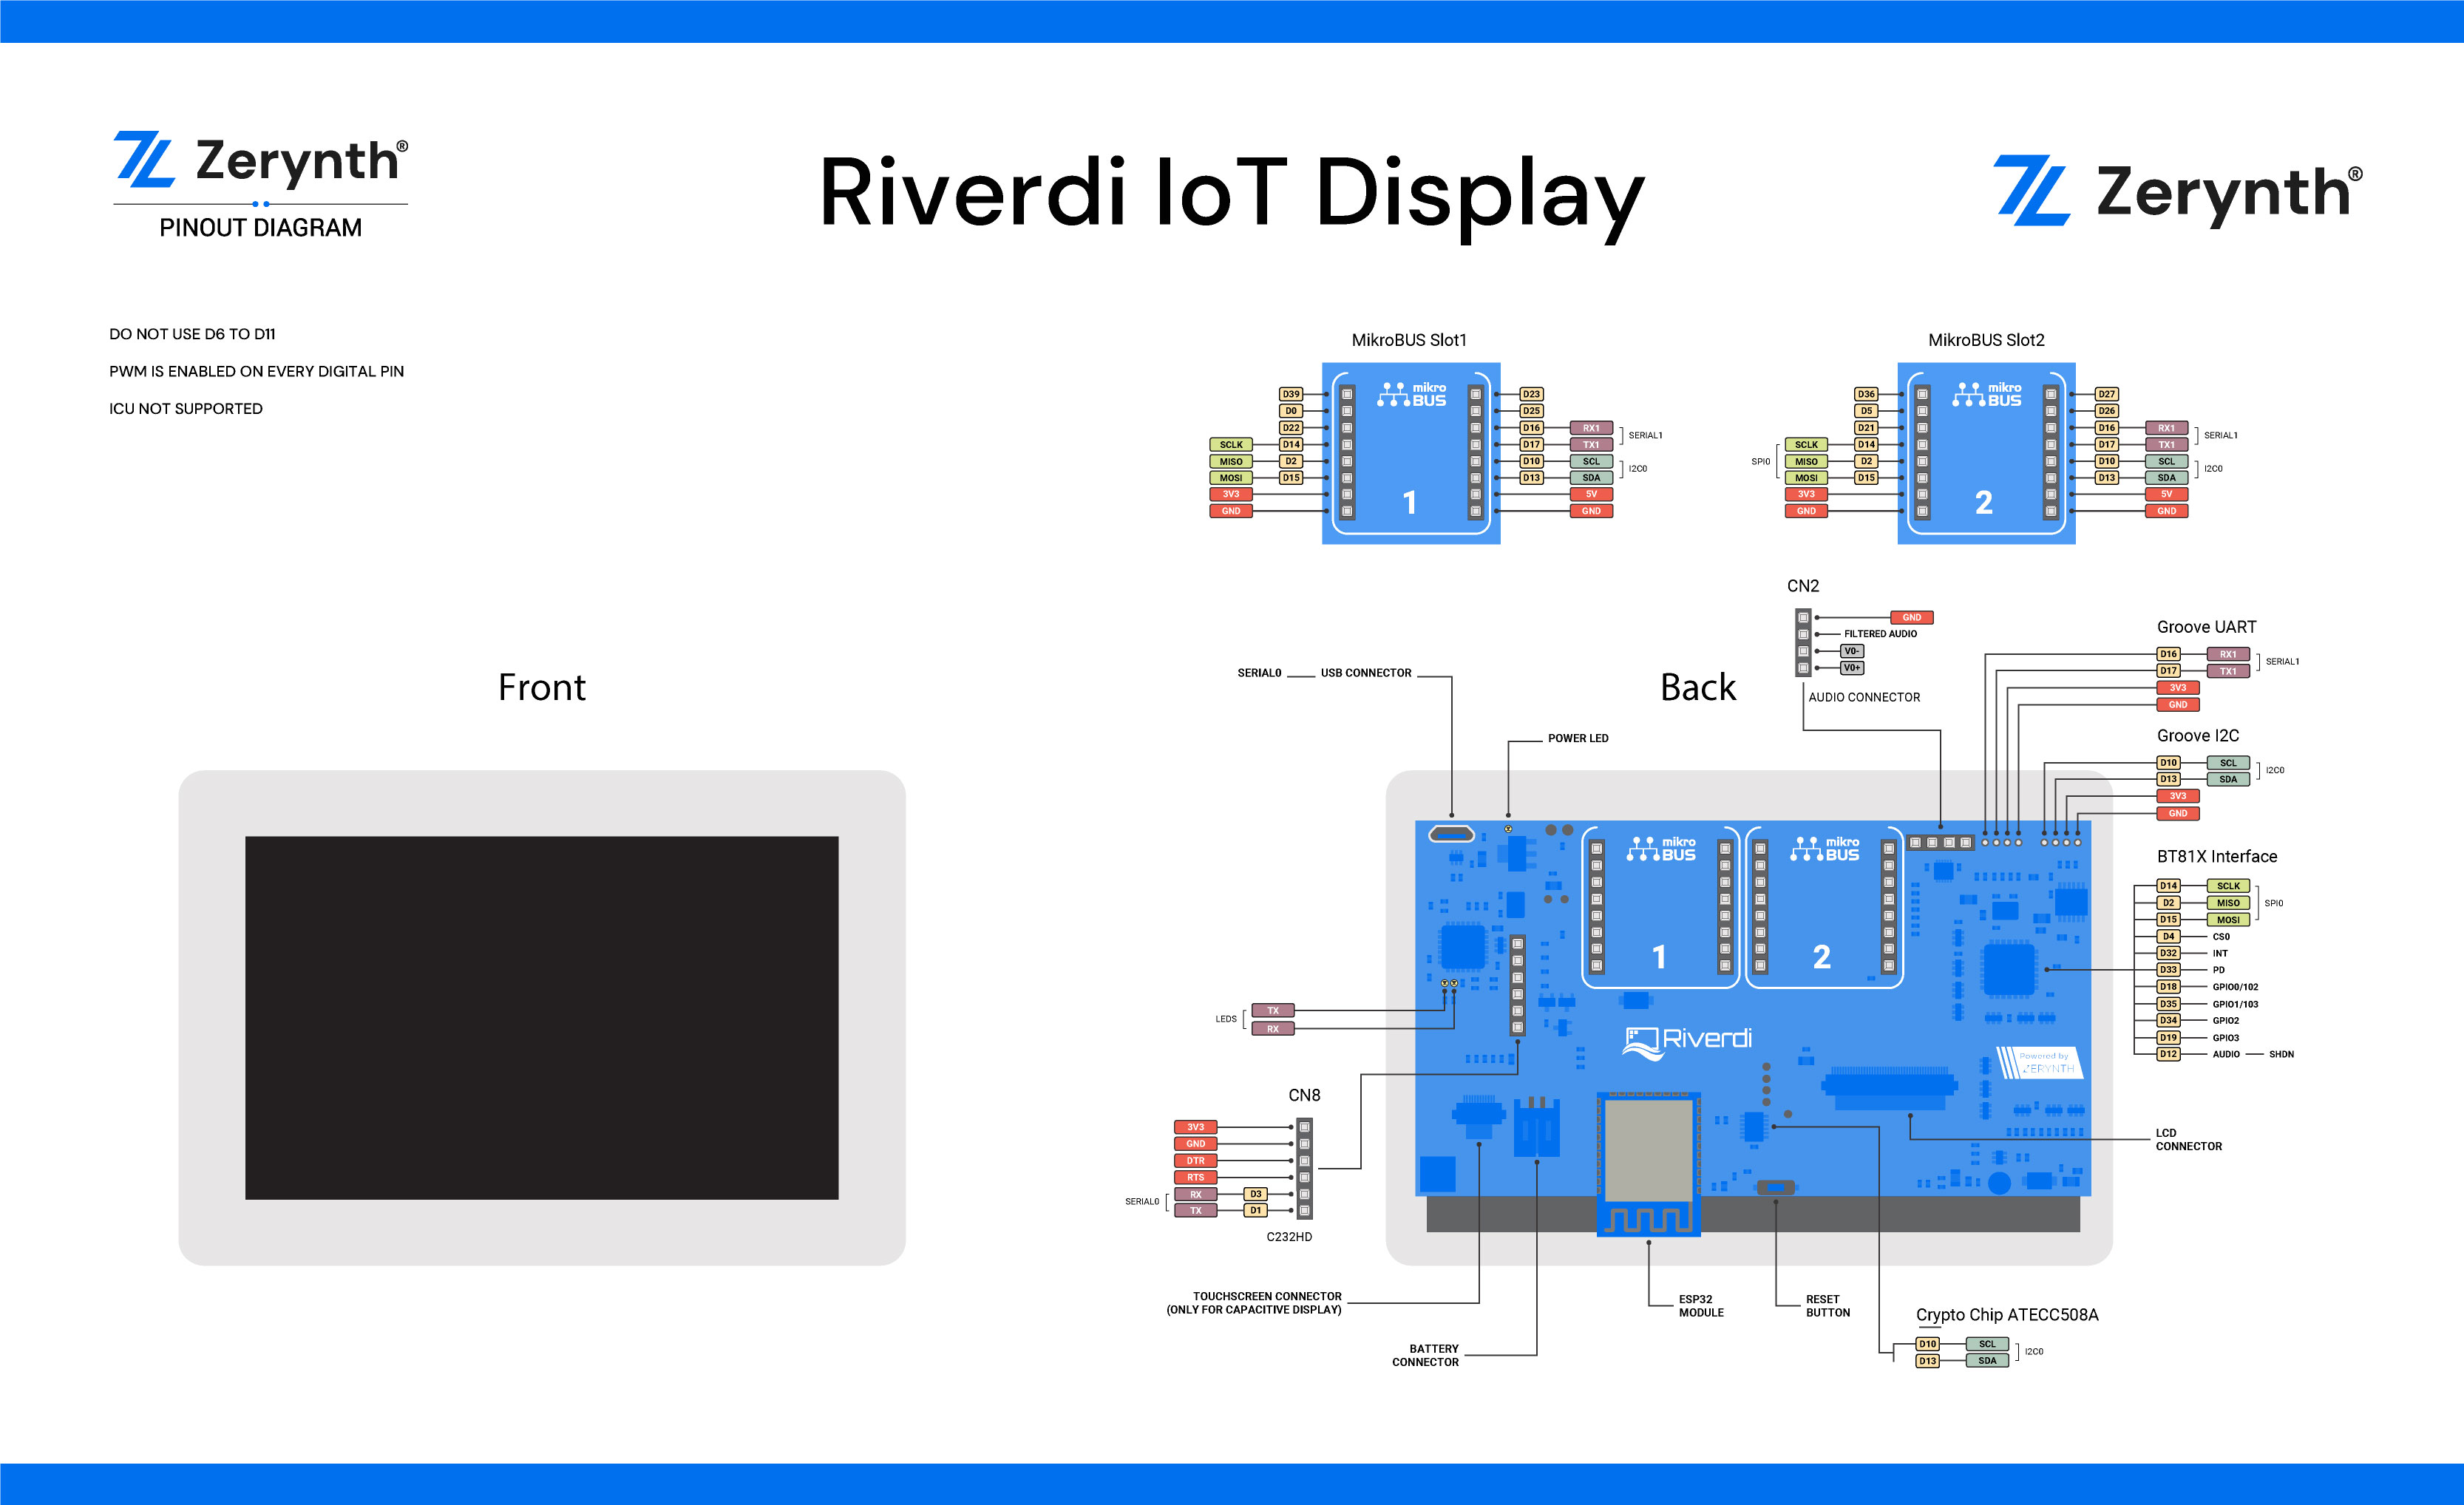 Zerynth®
PINOUT DIAGRAM
Riverdi IoT Display
Zerynth®
DO NOT USE D6 TO D11
PWM IS ENABLED ON EVERY DIGITAL PIN
ICU NOT SUPPORTED
MikroBUS Slot1
mikro
BUS
1
D39
D0
D22
SCLK D14
MISO D2
MOSI D15
3V3
GND
D23
D25
D16 RX1
D17 TX1
SERIAL1
D10 SCL
D13 SDA
I2C0
5V
GND
MikroBUS Slot2
mikro
BUS
2
D36
D5
D21
SPI0
SCLK D14
MISO D2
MOSI D15
3V3
GND
D27
D26
D16 RX1
D17 TX1
SERIAL1
D10 SCL
D13 SDA
I2C0
5V
GND
Front
Back
CN2
GND
FILTERED AUDIO
V0-
V0+
AUDIO CONNECTOR
SERIAL0 USB CONNECTOR
POWER LED
Groove UART
D16 RX1
D17 TX1
SERIAL1
3V3
GND
Groove I2C
D10 SCL
D13 SDA
I2C0
3V3
GND
BT81X Interface
D14 SCLK
D2 MISO
D15 MOSI
SPI0
D4 CS0
D32 INT
D33 PD
D18 GPIO0/102
D35 GPIO1/103
D34 GPIO2
D19 GPIO3
D12 AUDIO SHDN
mikro
BUS
1
mikro
BUS
2
Riverdi
Powered by
ZERYNTH
LEDS
TX
RX
CN8
3V3
GND
DTR
RTS
SERIAL0
RX D3
TX D1
C232HD
TOUCHSCREEN CONNECTOR
(ONLY FOR CAPACITIVE DISPLAY)
BATTERY
CONNECTOR
ESP32
MODULE
RESET
BUTTON
LCD
CONNECTOR
Crypto Chip ATECC508A
D10 SCL
D13 SDA
I2C0